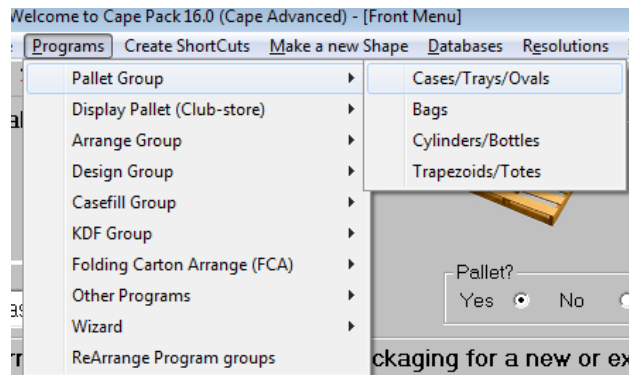 Welcome to Cape Pack 16.0 (Cape Advanced) - [Front Menu]
Programs Create ShortCuts Make a new Shape Databases Resolutions
Pallet Group
Cases/Trays/Ovals
Display Pallet (Club-store)
Bags
Arrange Group
Cylinders/Bottles
Design Group
Trapezoids/Totes
Casefill Group
KDF Group
Folding Carton Arrange (FCA)
Pallet?
Other Programs
Yes No
Wizard
ReArrange Program groups
for a new or